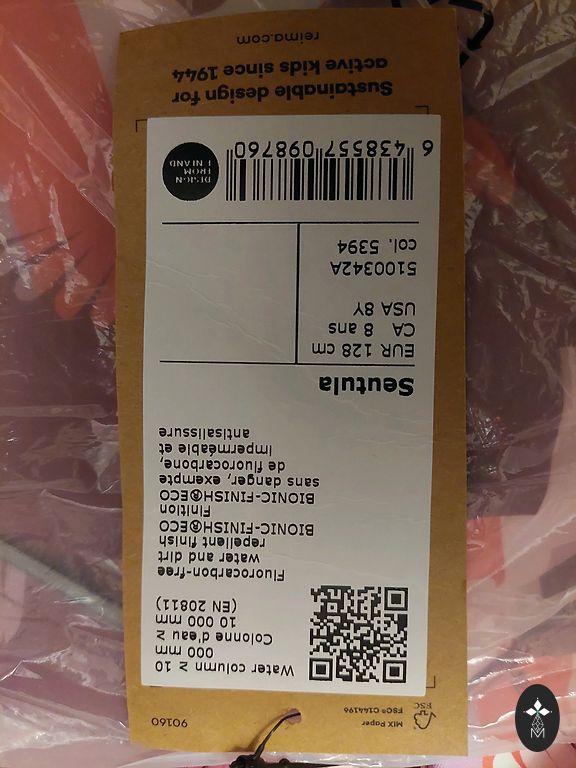 90160
MIX Paper
FSC® C144196
FSC
Water column ≥ 10
000 mm
Colonne d'eau ≥
10 000 mm
(EN 20811)
Fluorocarbon-free
water and dirt
repellent finish
BIONIC-FINISH®ECO
Finition
BIONIC-FINISH®ECO
sans danger, exempte
de fluorocarbone,
imperméable et
antisalissure
Seutula
EUR 128 cm
CA 8 ans
USA 8Y
5100342A
col. 5394
6 438557 098760
DESIGN
FROM
FINLAND
Sustainable design for
active kids since 1944
reima.com
M